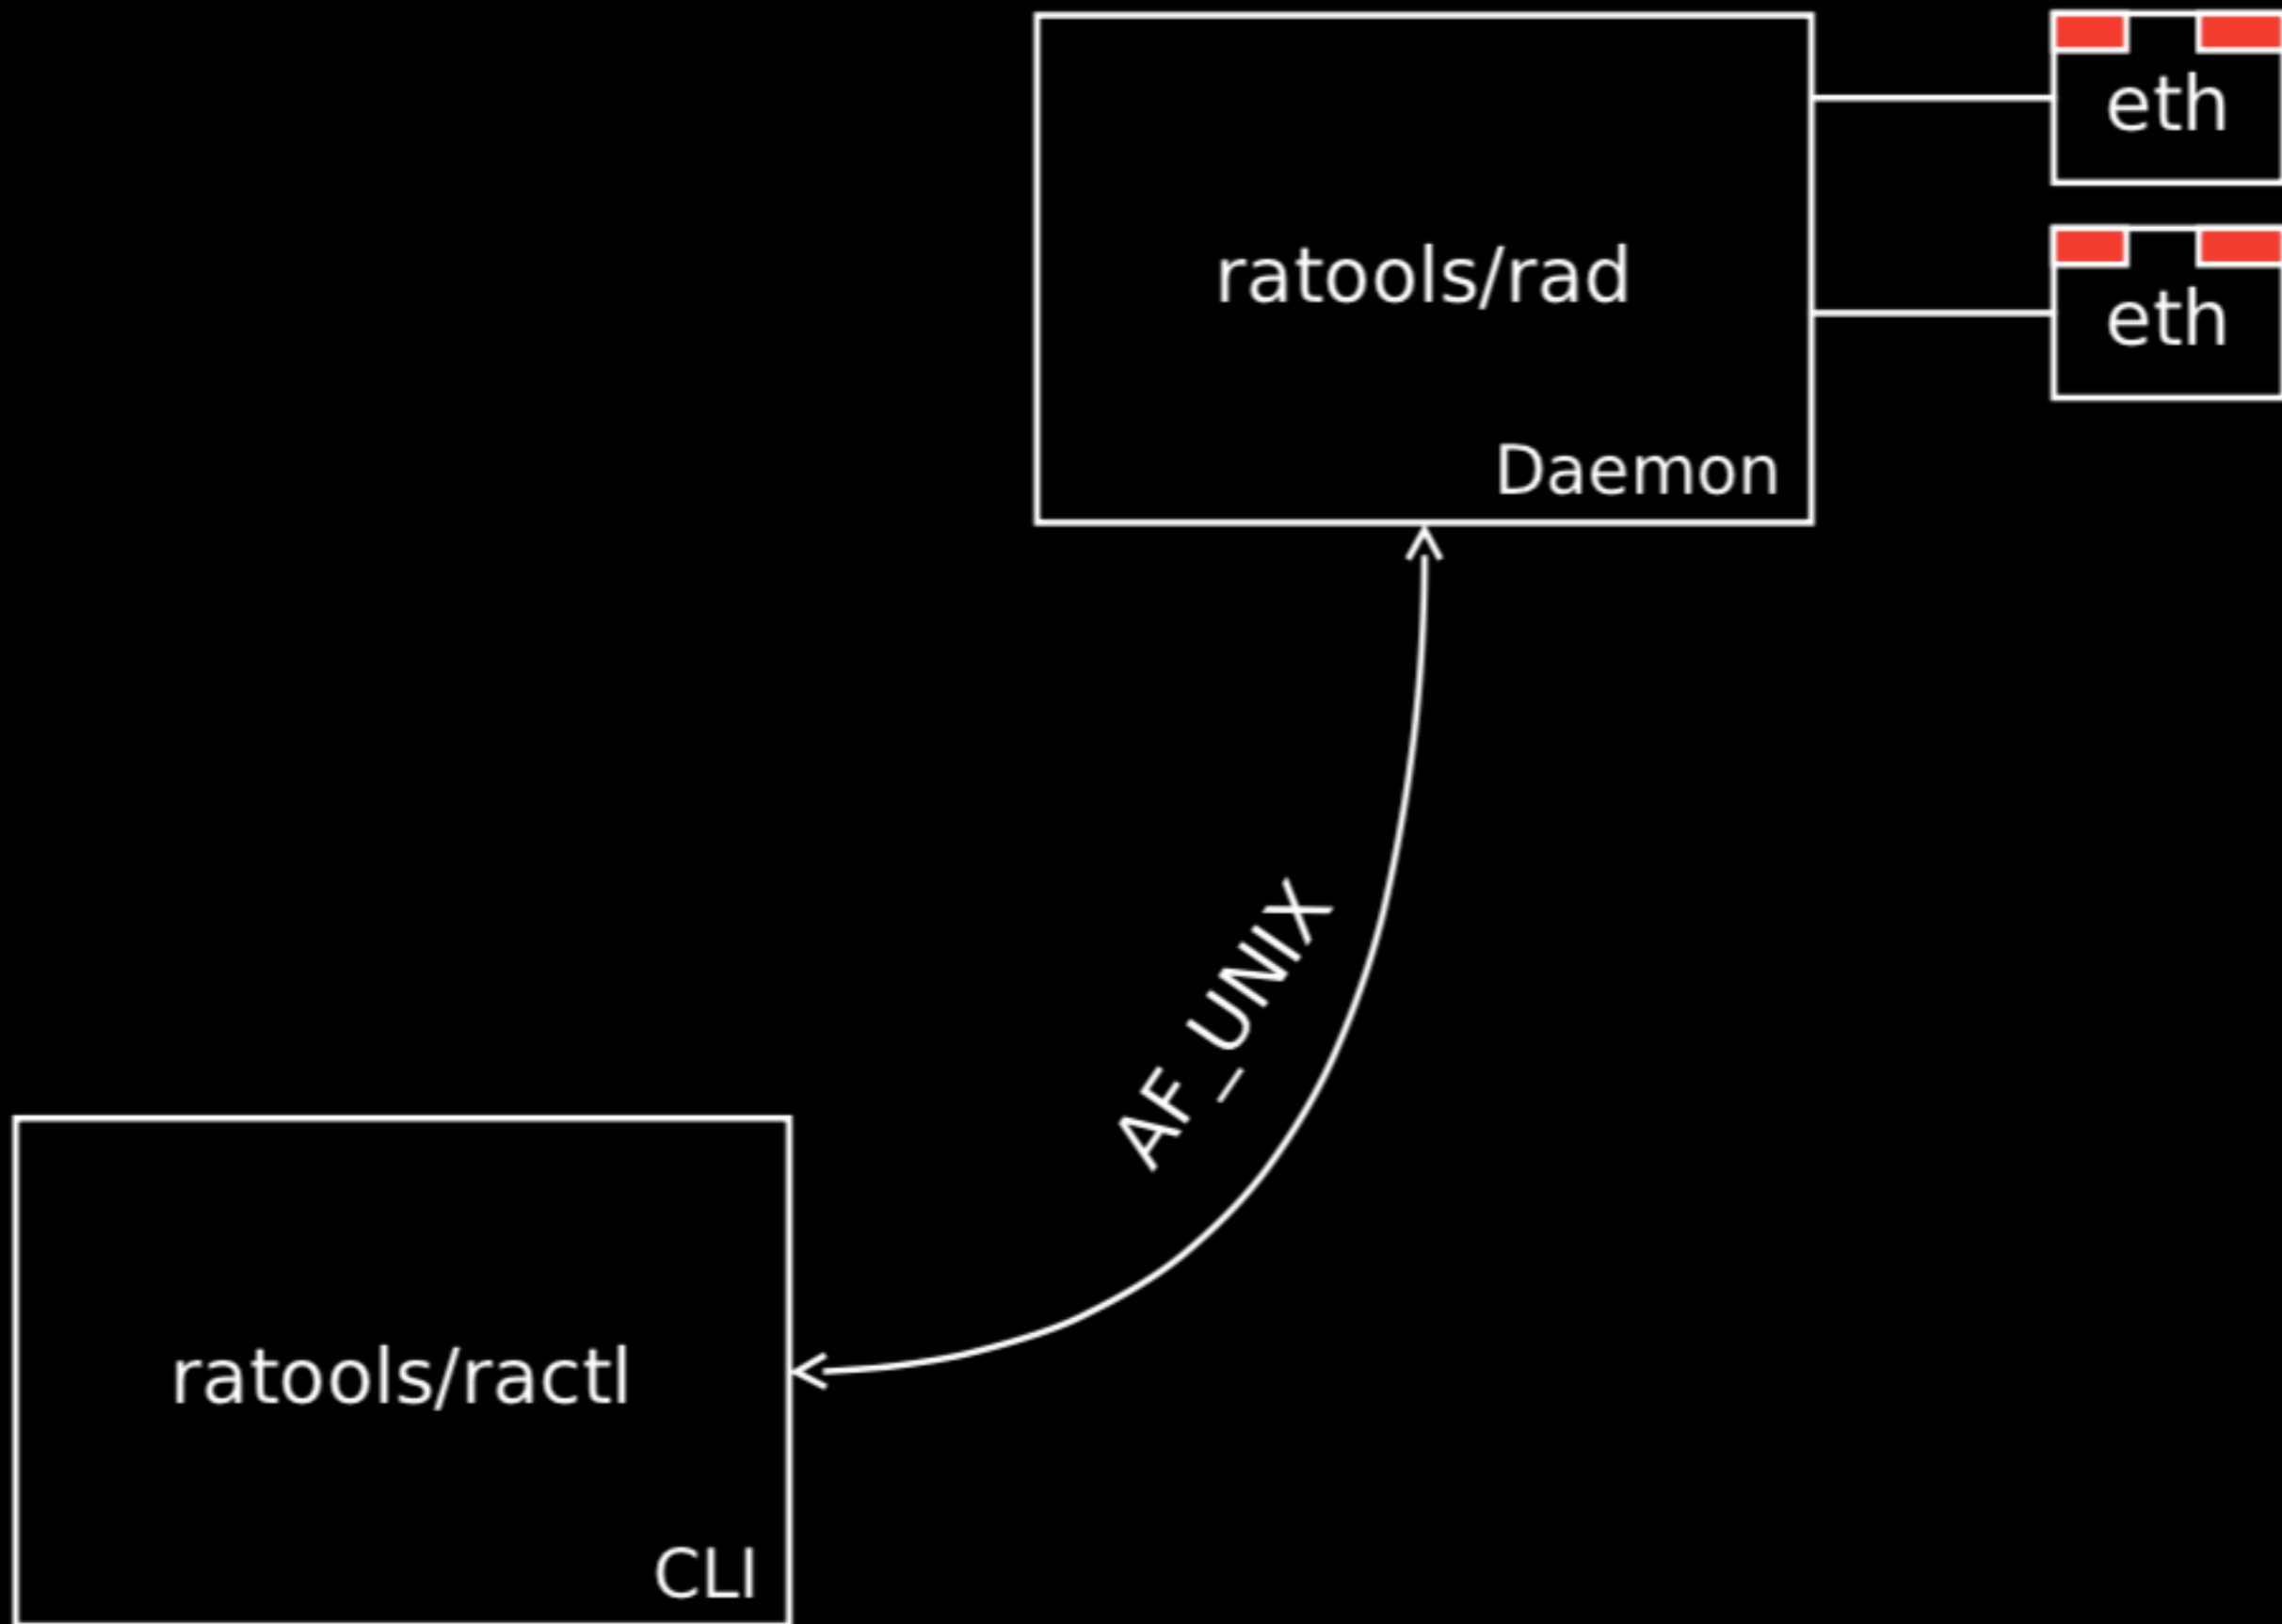 eth
ratools/rad
eth
Daemon
AF_UNIX
ratools/ractl
CLI